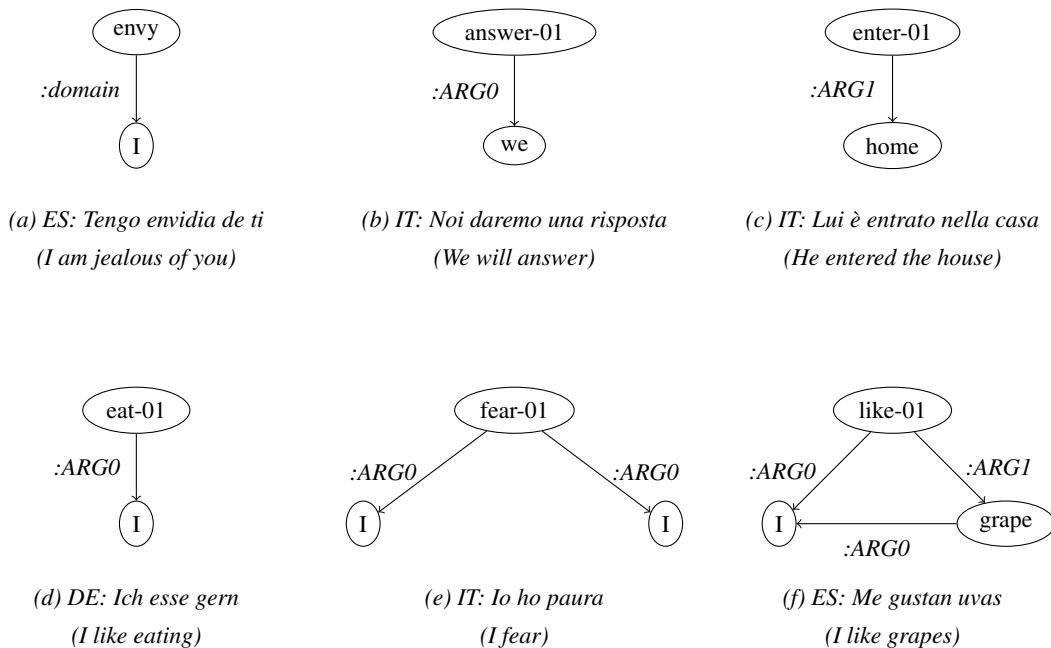 envy
:domain
I
(a) ES: Tengo envidia de ti
(I am jealous of you)
answer-01
:ARG0
we
(b) IT: Noi daremo una risposta
(We will answer)
enter-01
:ARG1
home
(c) IT: Lui è entrato nella casa
(He entered the house)
eat-01
:ARG0
I
(d) DE: Ich esse gern
(I like eating)
fear-01
:ARG0 :ARG0
I I
(e) IT: Io ho paura
(I fear)
like-01
:ARG0 :ARG1
I grape
:ARG0
(f) ES: Me gustan uvas
(I like grapes)